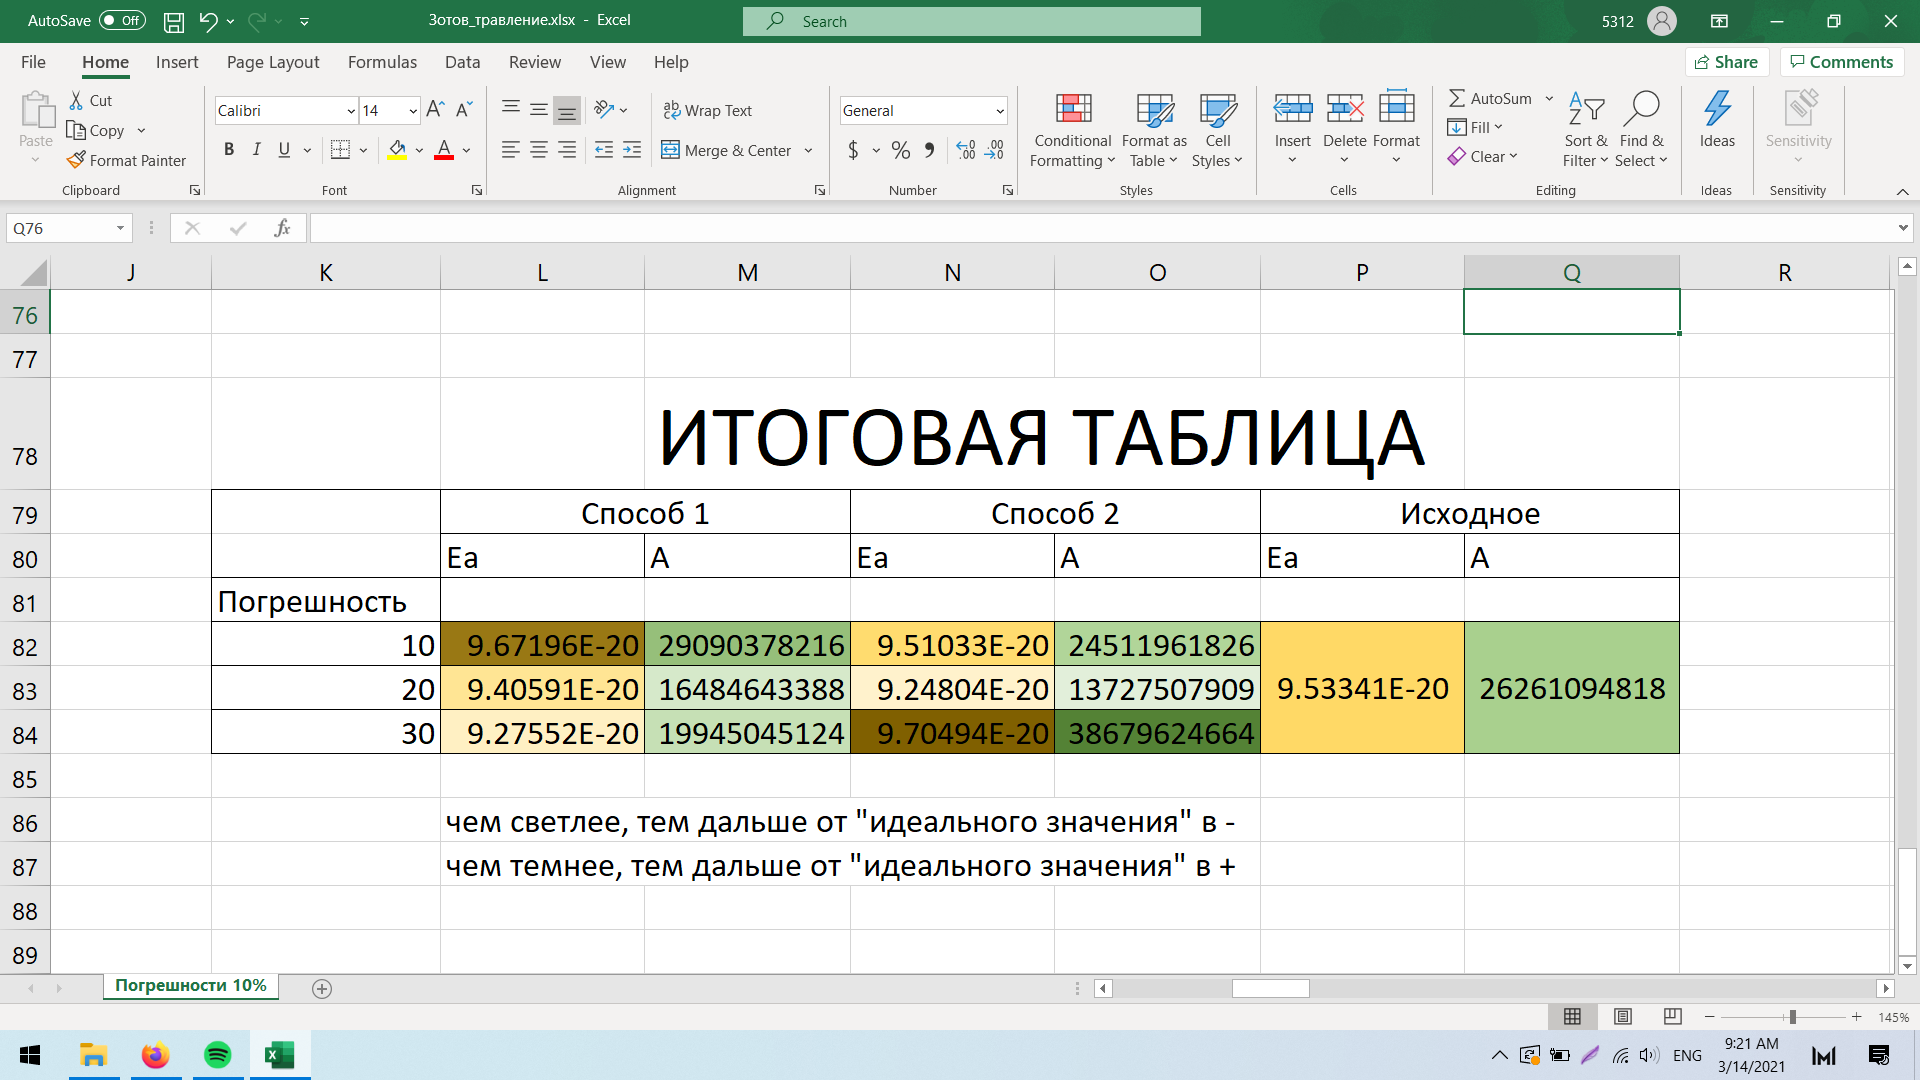 AutoSave Off Зотов_травление.xlsx - Excel Search 5312
File Home Insert Page Layout Formulas Data Review View Help Share Comments
Paste Cut Copy Format Painter Clipboard
Calibri 14 B I U A Font
Wrap Text Merge & Center Alignment
General $ % Number
Conditional Formatting Format as Table Cell Styles Styles
Insert Delete Format Cells
AutoSum Fill Clear Sort & Filter Find & Select Editing
Ideas Ideas
Sensitivity Sensitivity
Q76 fx
J K L M N O P Q R
76
77
78 ИТОГОВАЯ ТАБЛИЦА
79 Способ 1 Способ 2 Исходное
80 Ea A Ea A Ea A
81 Погрешность
82 10 9.67196E-20 29090378216 9.51033E-20 24511961826
83 20 9.40591E-20 16484643388 9.24804E-20 13727507909 9.53341E-20 26261094818
84 30 9.27552E-20 19945045124 9.70494E-20 38679624664
85
86 чем светлее, тем дальше от "идеального значения" в -
87 чем темнее, тем дальше от "идеального значения" в +
88
89
Погрешности 10%
145%
ENG 9:21 AM
3/14/2021